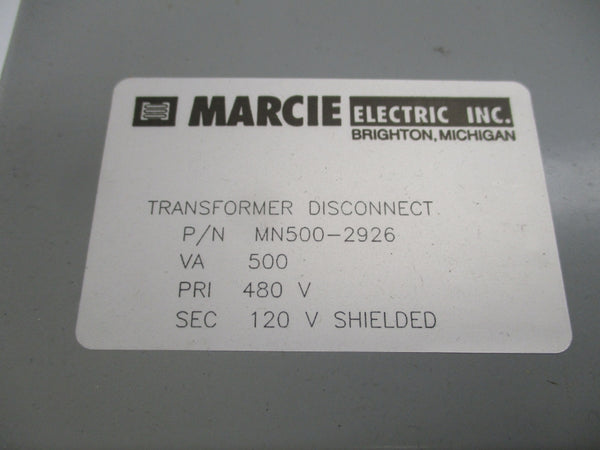 MARCIE ELECTRIC INC.
BRIGHTON, MICHIGAN
TRANSFORMER DISCONNECT
P/N MN500-2926
VA 500
PRI 480 V
SEC 120 V SHIELDED